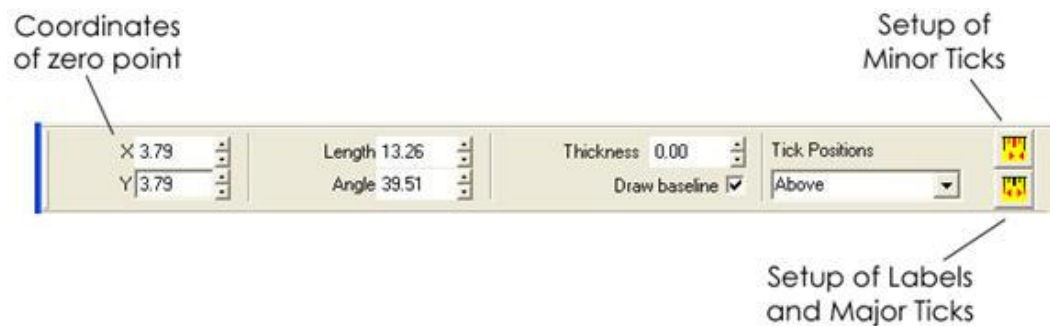 Coordinates
of zero point
Setup of
Minor Ticks
X 3.79
Length 13.26
Thickness 0.00
Tick Positions
Y 3.79
Angle 39.51
Draw baseline
Above
Setup of Labels
and Major Ticks